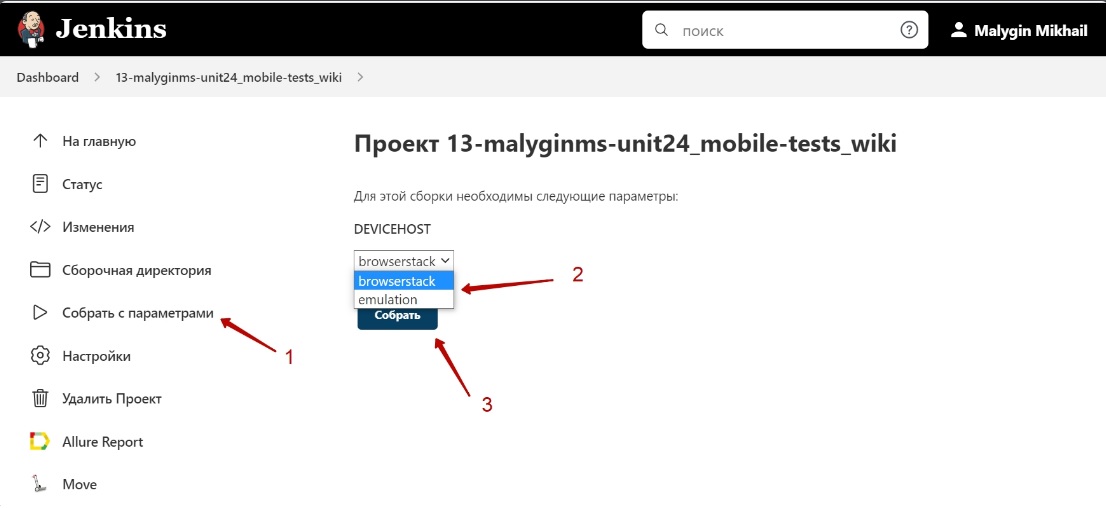 Jenkins
поиск
Malygin Mikhail
Dashboard
13-malyginms-unit24_mobile-tests_wiki
На главную
Статус
Изменения
Сборочная директория
Собрать с параметрами
Настройки
Удалить Проект
Allure Report
Move
Проект 13-malyginms-unit24_mobile-tests_wiki
Для этой сборки необходимы следующие параметры:
DEVICEHOST
browserstack
browserstack
emulation
Собрать
1
2
3